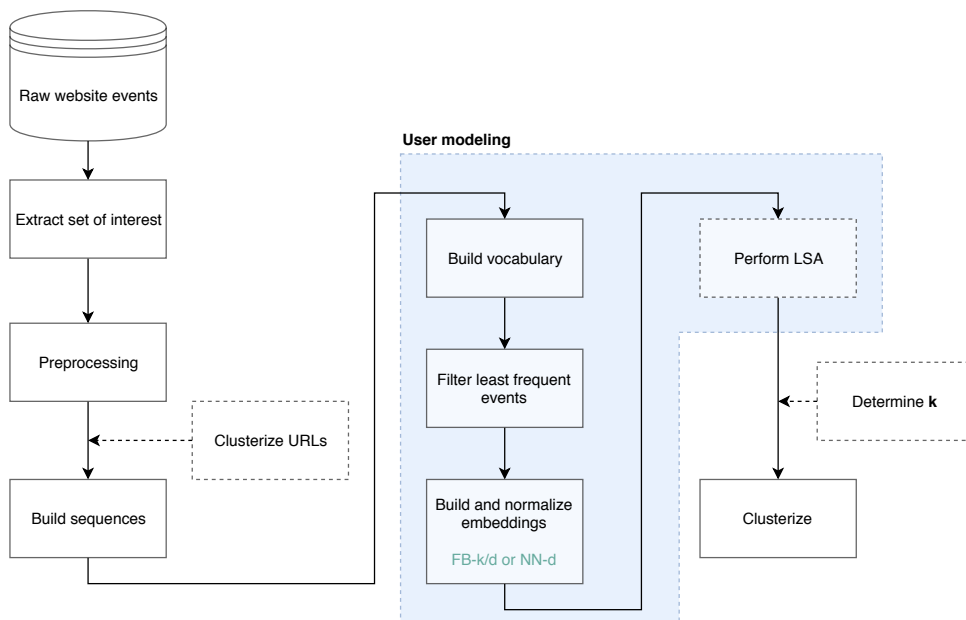 Raw website events
Extract set of interest
Preprocessing
Clusterize URLs
Build sequences
User modeling
Build vocabulary
Filter least frequent
events
Build and normalize
embeddings
FB-k/d or NN-d
Perform LSA
Determine k
Clusterize